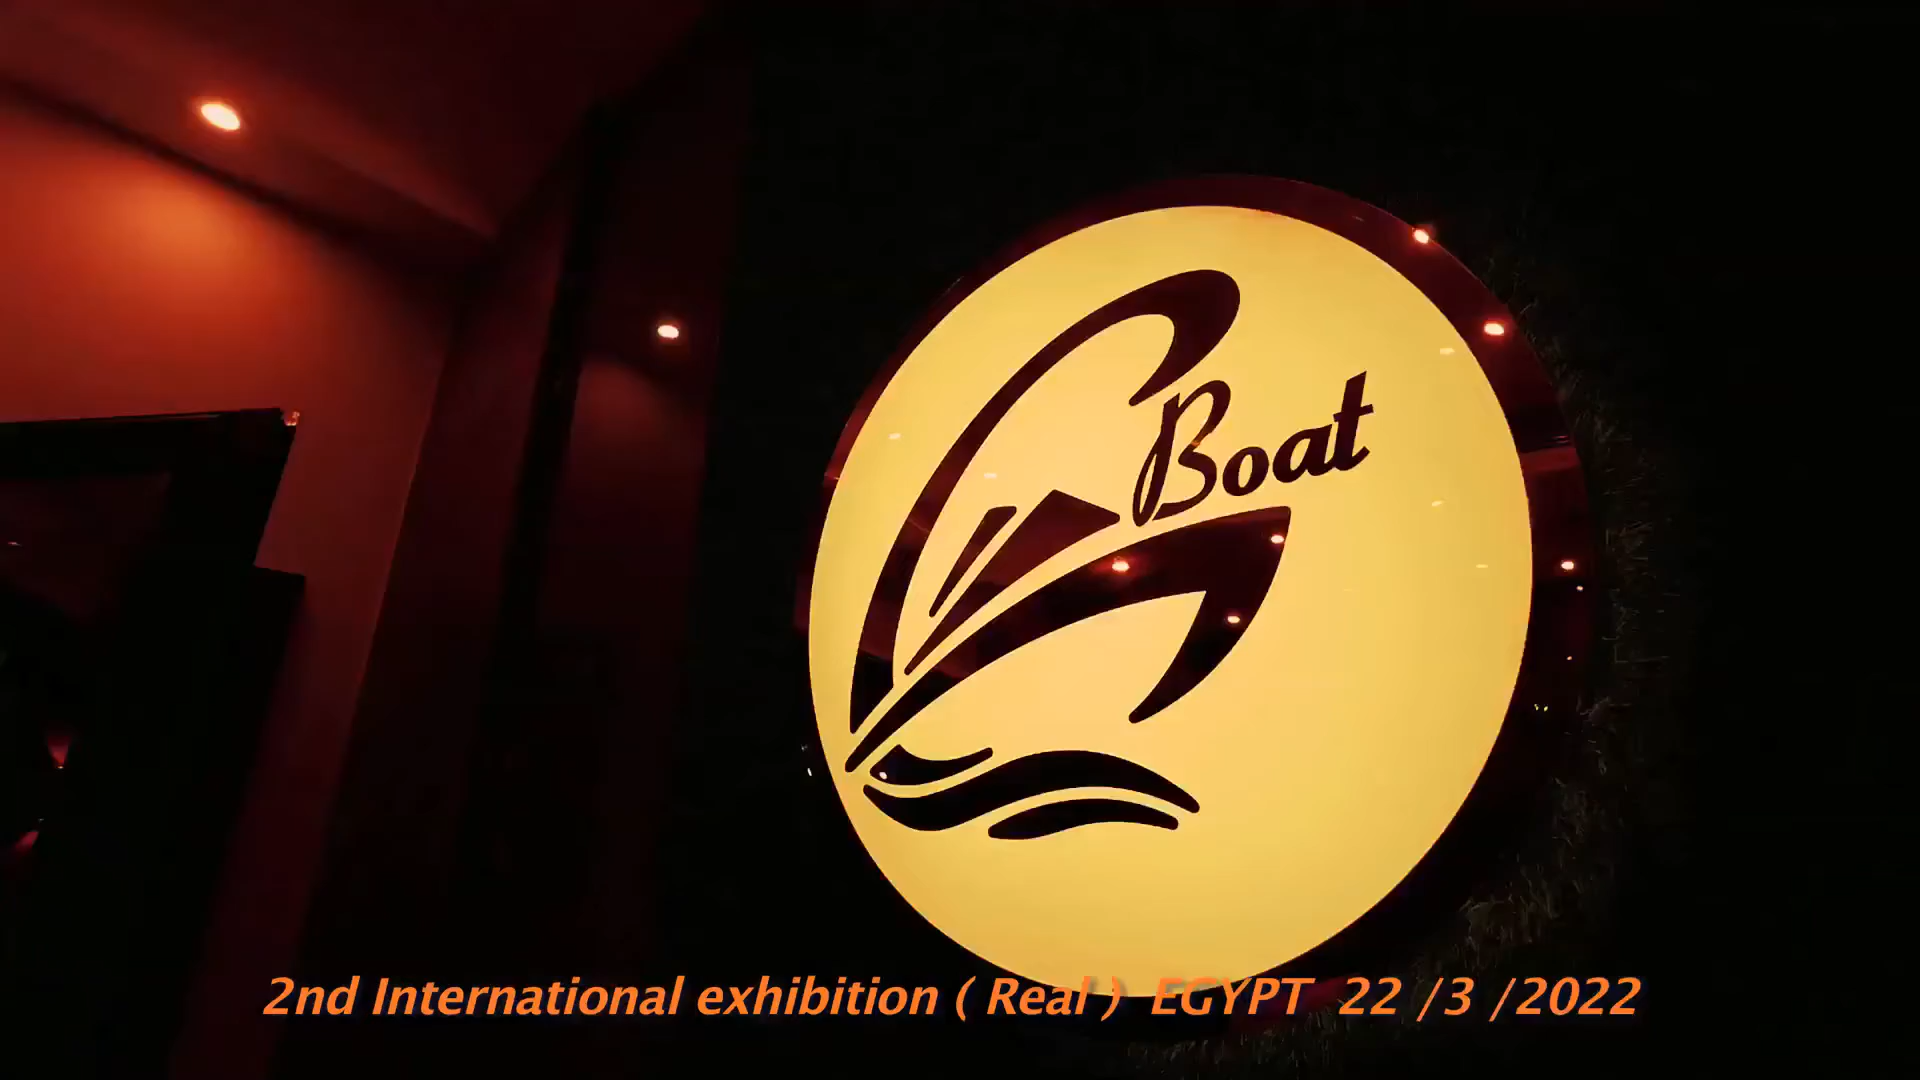 Boat
2nd International exhibition ( Real ) EGYPT 22 /3 /2022